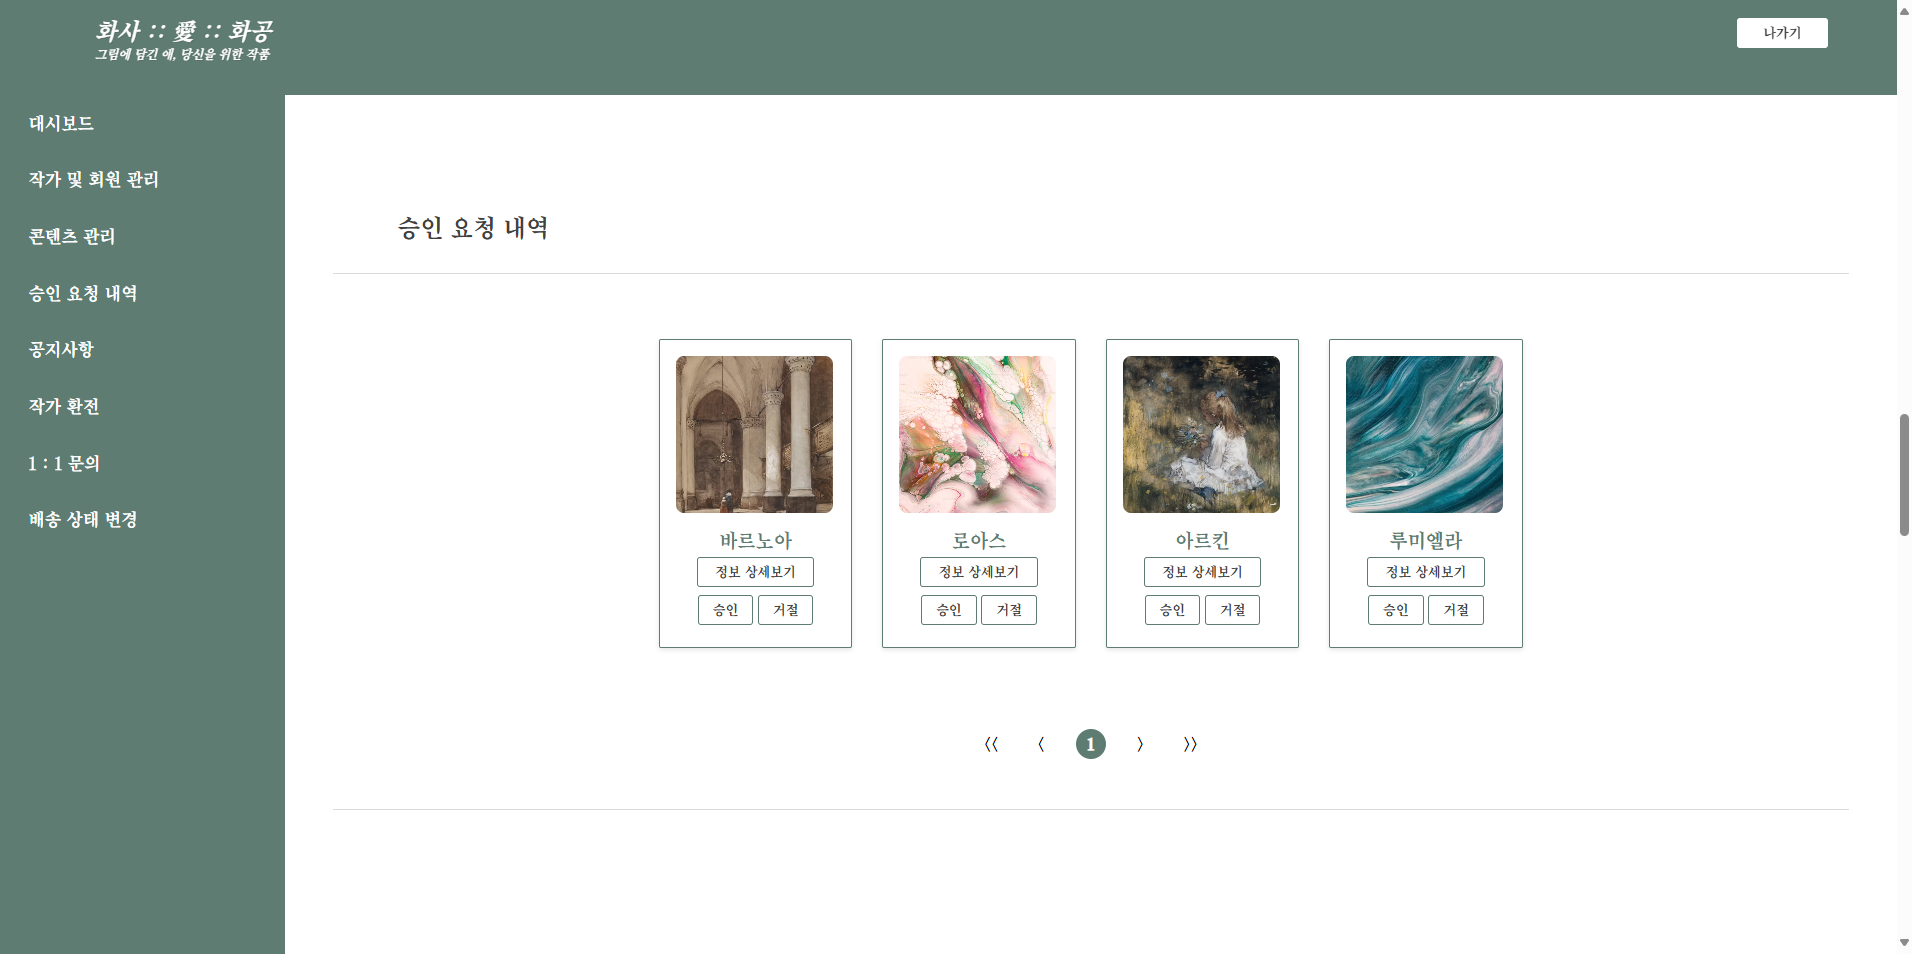 화사 :: 愛 :: 화공
그림에 담긴 애, 당신을 위한 작품
나가기
대시보드
작가 및 회원 관리
콘텐츠 관리
승인 요청 내역
공지사항
작가 환전
1 : 1 문의
배송 상태 변경
승인 요청 내역
바르노아
정보 상세보기
승인 거절
로아스
정보 상세보기
승인 거절
아르킨
정보 상세보기
승인 거절
루미엘라
정보 상세보기
승인 거절
〈〈 〈 1 〉 〉〉